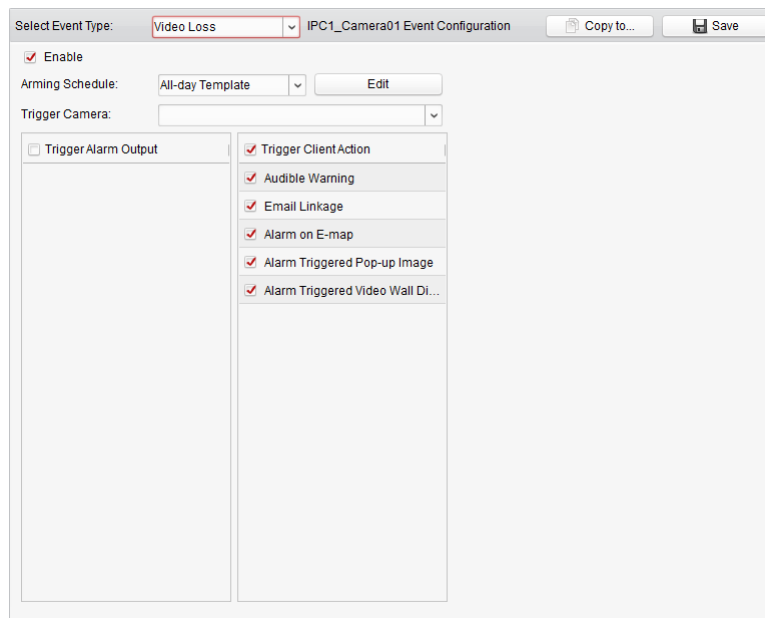 Select Event Type: Video Loss IPC1_Camera01 Event Configuration Copy to... Save
Enable
Arming Schedule: All-day Template Edit
Trigger Camera:
Trigger Alarm Output Trigger Client Action
Audible Warning
Email Linkage
Alarm on E-map
Alarm Triggered Pop-up Image
Alarm Triggered Video Wall Di...